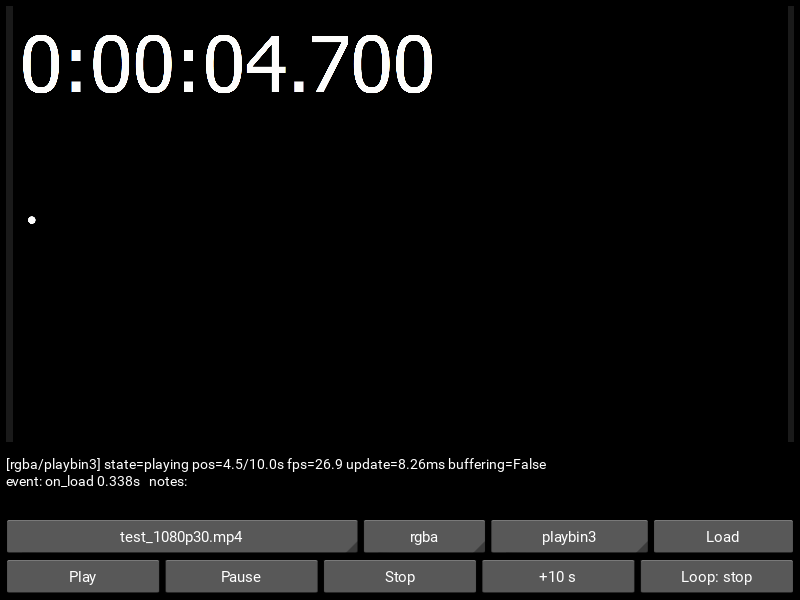 0:00:04.700
[rgba/playbin3] state=playing pos=4.5/10.0s fps=26.9 update=8.26ms buffering=False
event: on_load 0.338s   notes:
test_1080p30.mp4 rgba playbin3 Load
Play Pause Stop +10 s Loop: stop